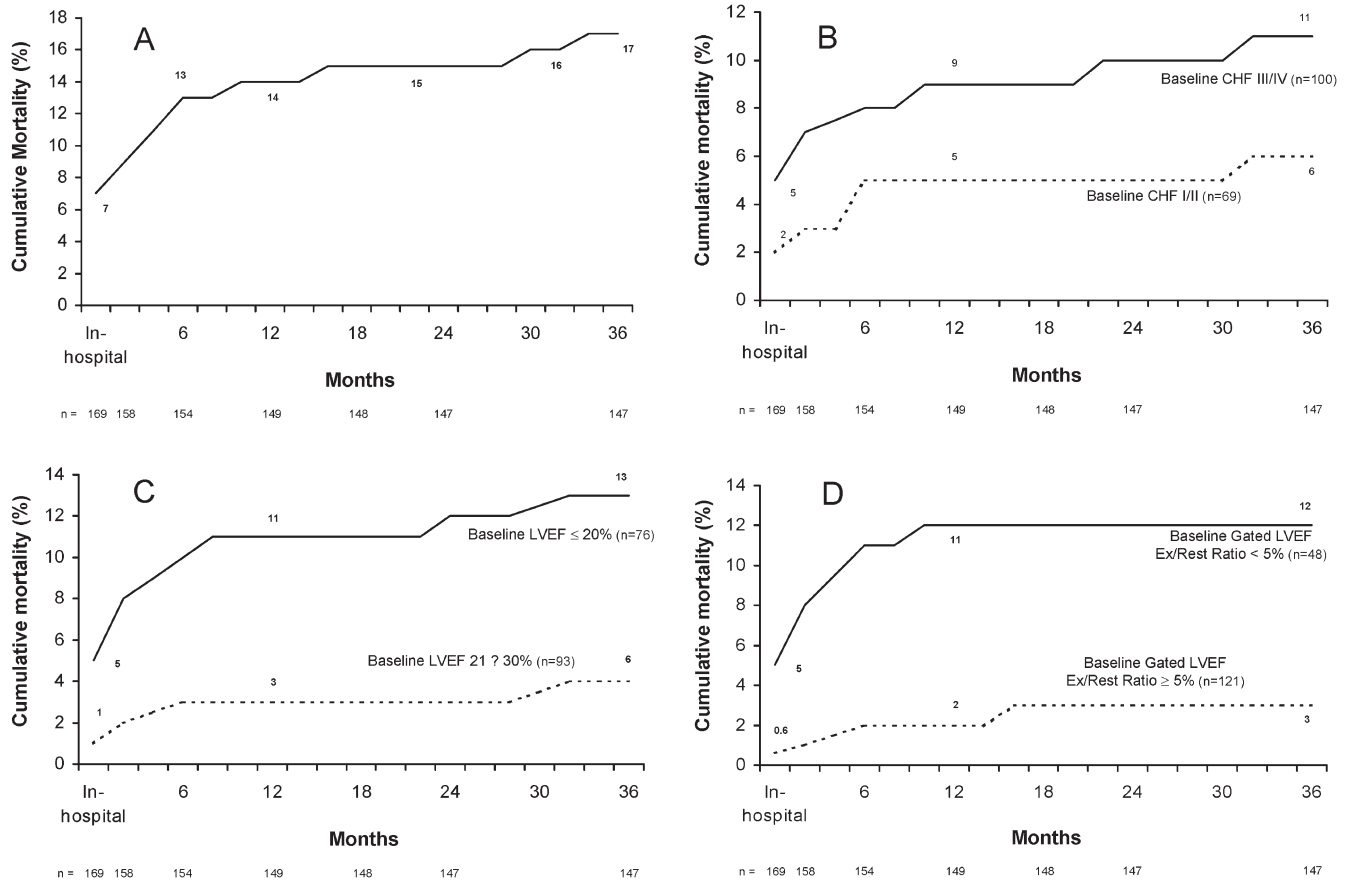 A
Cumulative Mortality (%)
18
16
14
12
10
8
6
4
2
0
7
13
14
15
16
17
In- 6 12 18 24 30 36
hospital
Months
n = 169 158 154 149 148 147 147
B
Cumulative mortality (%)
12
10
8
6
4
2
0
11
9
Baseline CHF III/IV (n=100)
5
5
6
Baseline CHF I/II (n=69)
2
In- 6 12 18 24 30 36
hospital
Months
n = 169 158 154 149 148 147 147
C
Cumulative mortality (%)
14
12
10
8
6
4
2
0
13
11
Baseline LVEF ≤ 20% (n=76)
5
Baseline LVEF 21 ? 30% (n=93)
6
3
1
In- 6 12 18 24 30 36
hospital
Months
n = 169 158 154 149 148 147 147
D
Cumulative mortality (%)
14
12
10
8
6
4
2
0
12
11
Baseline Gated LVEF
Ex/Rest Ratio < 5% (n=48)
5
Baseline Gated LVEF
Ex/Rest Ratio ≥ 5% (n=121)
0.6
2
3
In- 6 12 18 24 30 36
hospital
Months
n = 169 158 154 149 148 147 147